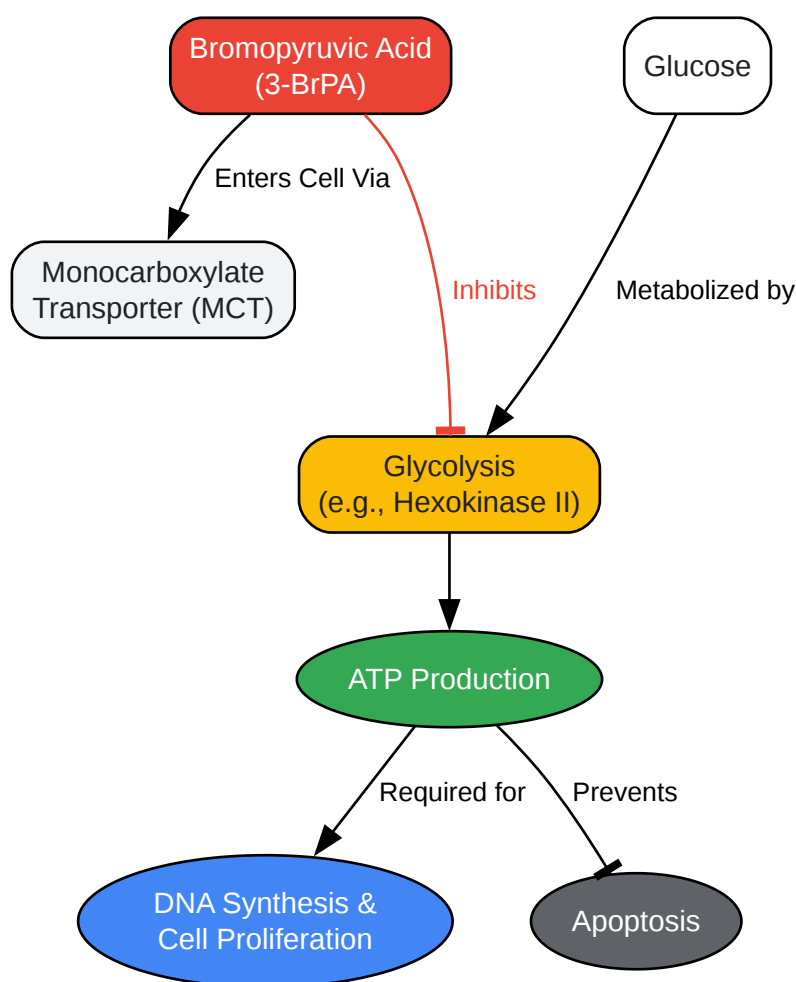 Bromopyruvic Acid
(3-BrPA)
Glucose
Enters Cell Via
Monocarboxylate
Transporter (MCT)
Inhibits
Metabolized by
Glycolysis
(e.g., Hexokinase II)
ATP Production
Required for
Prevents
DNA Synthesis &
Cell Proliferation
Apoptosis